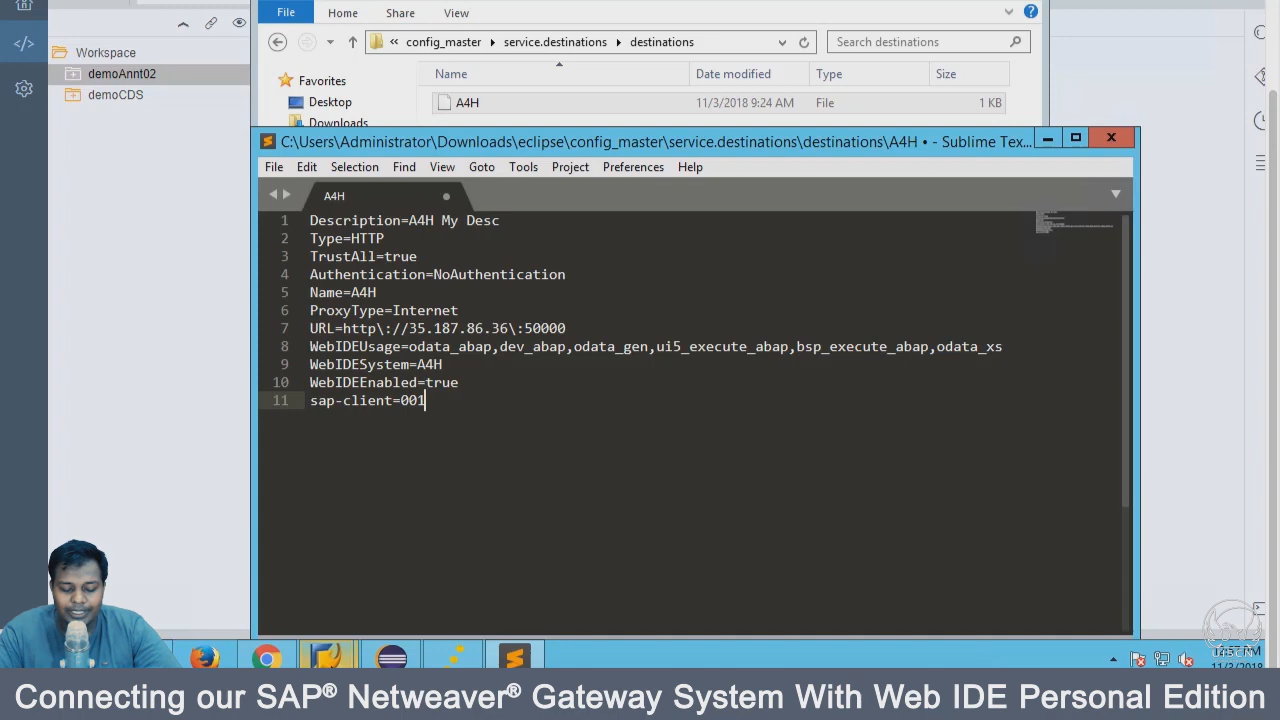 File
Home
Share
View
« config_master
service.destinations
destinations
Search destinations
Workspace
demoAnnt02
demoCDS
Favorites
Desktop
Downloads
Name
Date modified
Type
Size
A4H
11/3/2018 9:24 AM
File
1 KB
C:\Users\Administrator\Downloads\eclipse\config_master\service.destinations\destinations\A4H • - Sublime Tex...
File Edit Selection Find View Goto Tools Project Preferences Help
A4H
1 Description=A4H My Desc
2 Type=HTTP
3 TrustAll=true
4 Authentication=NoAuthentication
5 Name=A4H
6 ProxyType=Internet
7 URL=http\://35.187.86.36\:50000
8 WebIDEUsage=odata_abap,dev_abap,odata_gen,ui5_execute_abap,bsp_execute_abap,odata_xs
9 WebIDESystem=A4H
10 WebIDEEnabled=true
11 sap-client=001
12:57 PM
Connecting our SAP® Netweaver® Gateway System With Web IDE Personal Edition